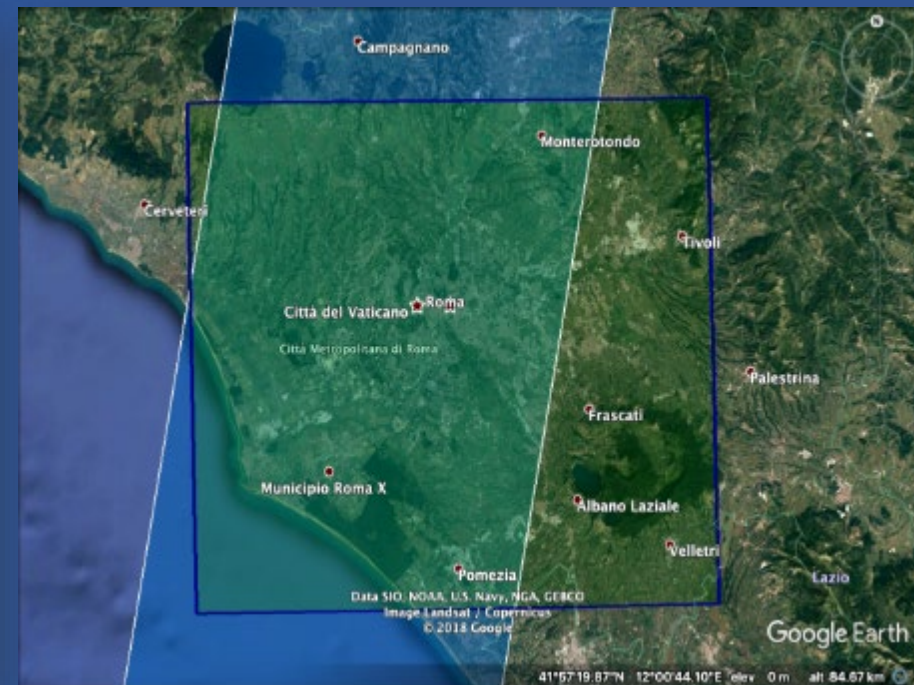 N
Campagnano
Monterotondo
Cerveteri
Tivoli
Città del Vaticano
Roma
Città Metropolitana di Roma
Palestrina
Frascati
Municipio Roma X
Albano Laziale
Velletri
Pomezia
Lazio
Data SIO, NOAA, U.S. Navy, NGA, GEBCO
Image Landsat / Copernicus
© 2018 Google
Google Earth
41°57'19.87"N 12°00'44.10"E elev 0 m alt 84.67 km